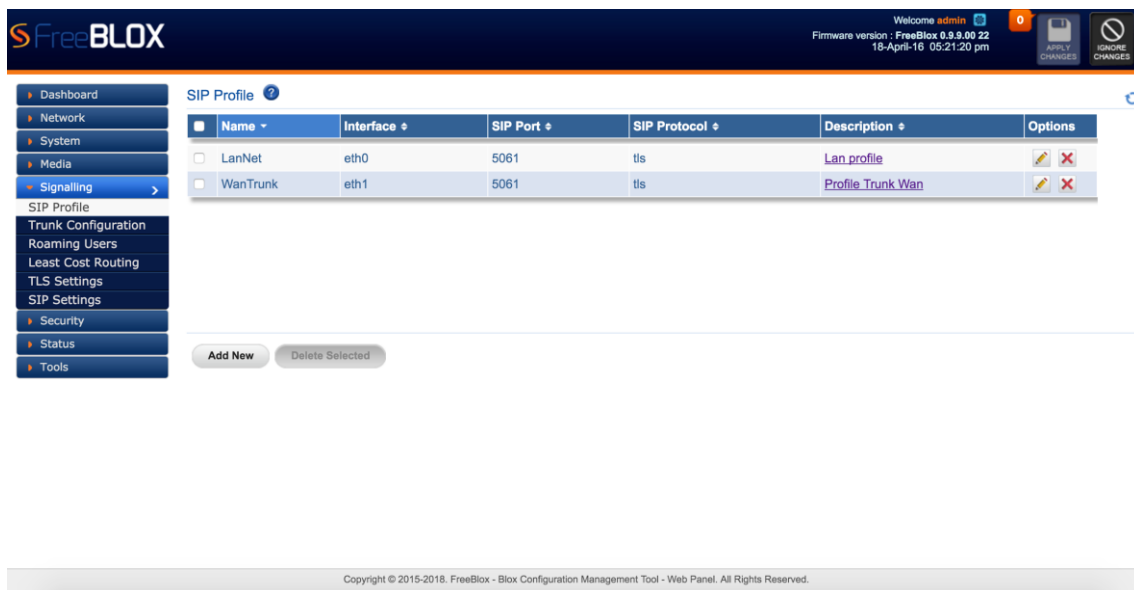 FreeBLOX
Welcome admin
Firmware version : FreeBlox 0.9.9.00 22
18-April-16 05:21:20 pm
0
APPLY
CHANGES
IGNORE
CHANGES
Dashboard
Network
System
Media
Signalling
SIP Profile
Trunk Configuration
Roaming Users
Least Cost Routing
TLS Settings
SIP Settings
Security
Status
Tools
SIP Profile ?
Name Interface SIP Port SIP Protocol Description Options
LanNet eth0 5061 tls Lan profile
WanTrunk eth1 5061 tls Profile Trunk Wan
Add New Delete Selected
Copyright © 2015-2018. FreeBlox - Blox Configuration Management Tool - Web Panel. All Rights Reserved.